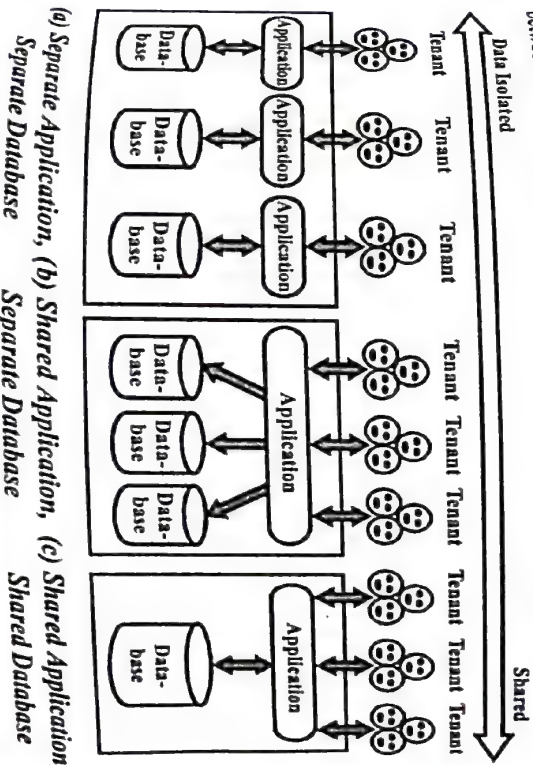 Data Isolated
Shared
Tenant
Tenant
Tenant
Tenant
Tenant
Tenant
Tenant
Tenant
Tenant
Application
Application
Application
Application
Application
Data-
base
Data-
base
Data-
base
Data-
base
Data-
base
Data-
base
Data-
base
(a) Separate Application,
Separate Database
(b) Shared Application,
Separate Database
(c) Shared Application
Shared Database